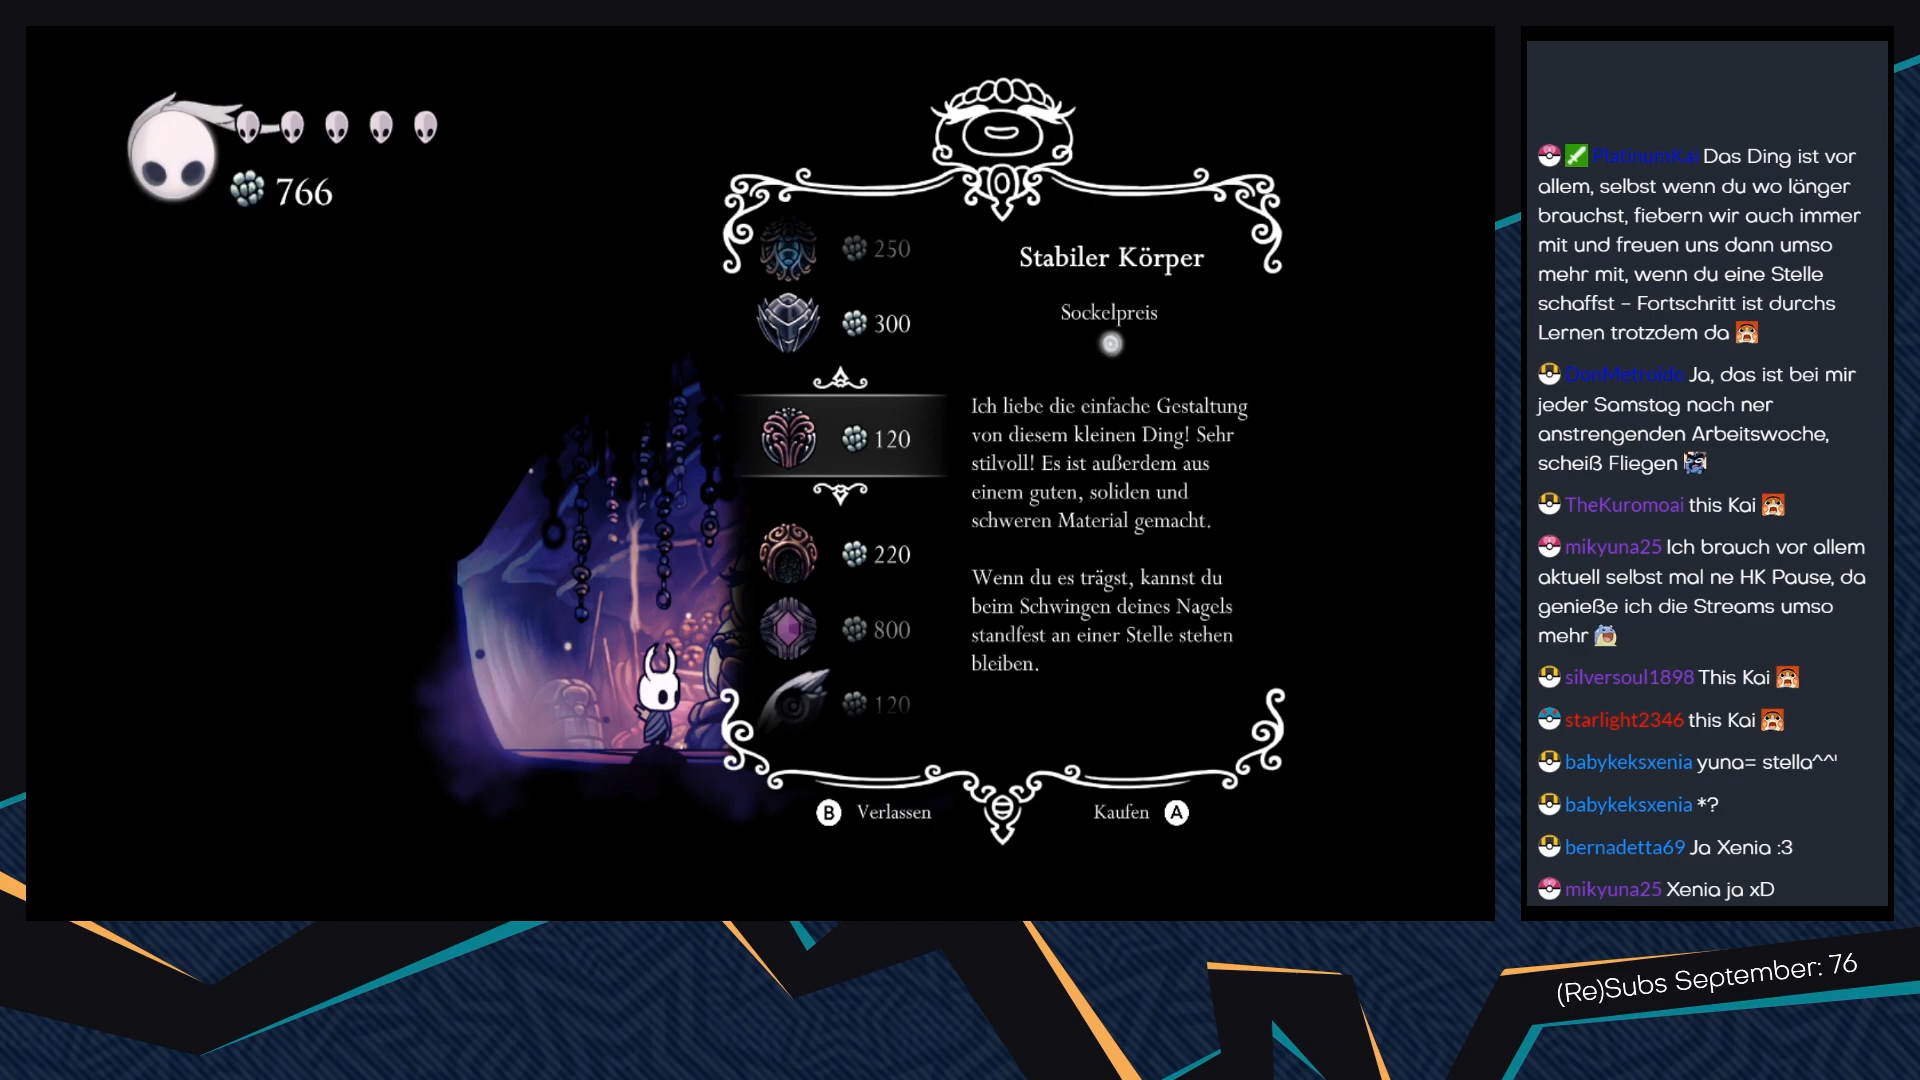 766
250
300
120
220
800
120
Stabiler Körper
Sockelpreis
Ich liebe die einfache Gestaltung
von diesem kleinen Ding! Sehr
stilvoll! Es ist außerdem aus
einem guten, soliden und
schweren Material gemacht.
Wenn du es trägst, kannst du
beim Schwingen deines Nagels
standfest an einer Stelle stehen
bleiben.
B Verlassen
Kaufen A
PlatinumKai Das Ding ist vor
allem, selbst wenn du wo länger
brauchst, fiebern wir auch immer
mit und freuen uns dann umso
mehr mit, wenn du eine Stelle
schaffst - Fortschritt ist durchs
Lernen trotzdem da
DonMetroido Ja, das ist bei mir
jeder Samstag nach ner
anstrengenden Arbeitswoche,
scheiß Fliegen
TheKuromoai this Kai
mikyuna25 Ich brauch vor allem
aktuell selbst mal ne HK Pause, da
genieße ich die Streams umso
mehr
silversoul1898 This Kai
starlight2346 this Kai
babykeksxenia yuna= stella^^'
babykeksxenia *?
bernadetta69 Ja Xenia :3
mikyuna25 Xenia ja xD
(Re)Subs September: 76